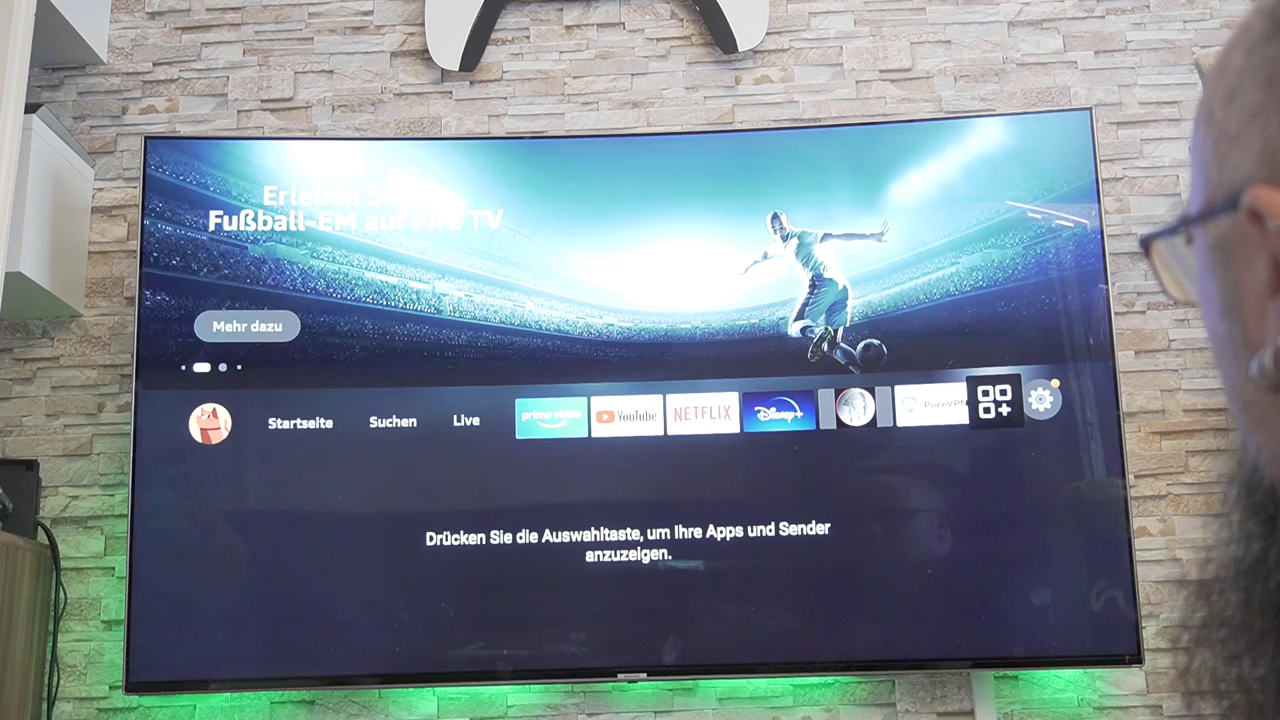 Erleben
Fußball-EM auf Fire TV
Mehr dazu
Startseite
Suchen
Live
prime video
YouTube
NETFLIX
Disney+
PureVPN
Drücken Sie die Auswahltaste, um Ihre Apps und Sender
anzuzeigen.